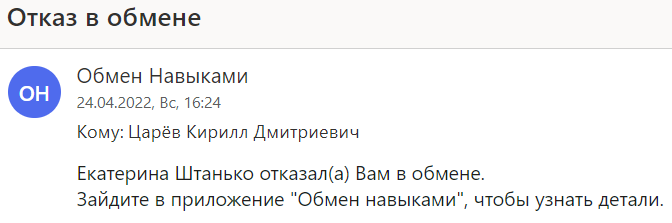 Отказ в обмене
ОН
Обмен Навыками
24.04.2022, Вс, 16:24
Кому: Царёв Кирилл Дмитриевич
Екатерина Штанько отказал(а) Вам в обмене.
Зайдите в приложение "Обмен навыками", чтобы узнать детали.